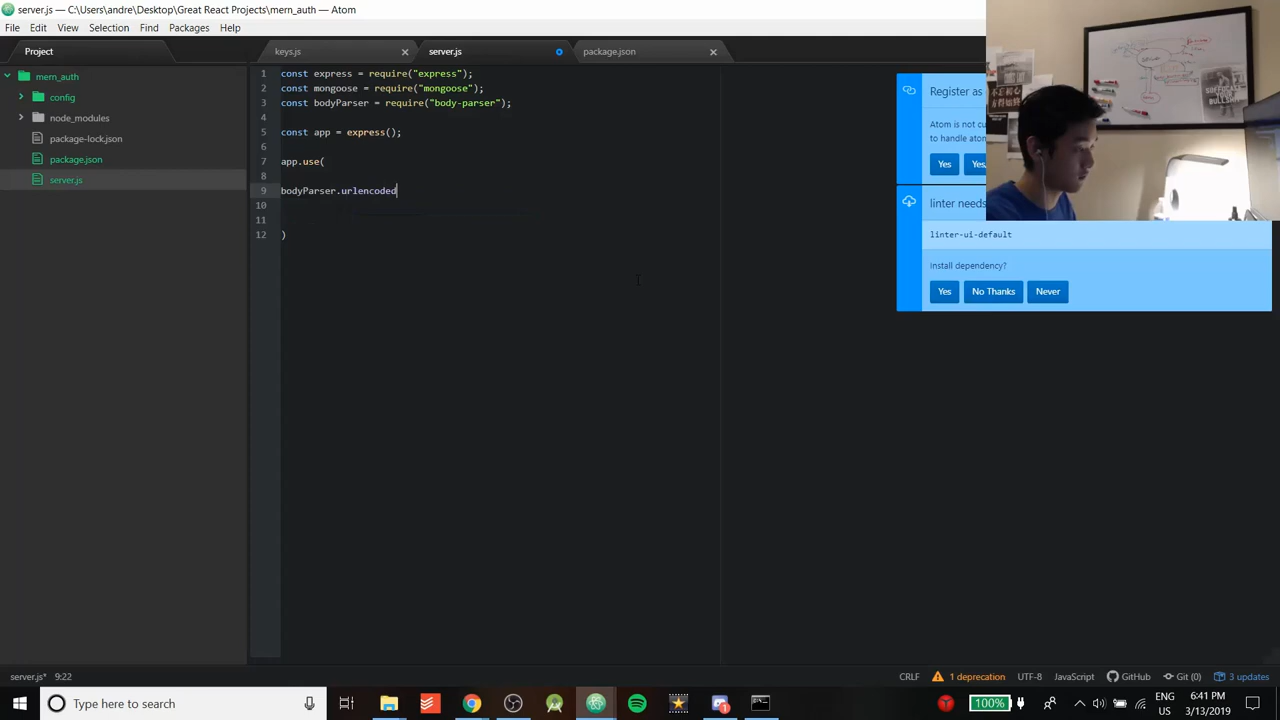 server.js — C:\Users\andre\Desktop\Great React Projects\mern_auth — Atom
File Edit View Selection Find Packages Help
Project
keys.js
server.js
package.json
mern_auth
config
node_modules
package-lock.json
package.json
server.js
1 const express = require("express");
2 const mongoose = require("mongoose");
3 const bodyParser = require("body-parser");
4
5 const app = express();
6
7 app.use(
8
9 bodyParser.urlencoded
10
11
12 )
Register as
Atom is not cu
to handle atom
Yes Yes,
linter needs
linter-ui-default
Install dependency?
Yes No Thanks Never
SUFFOCATE
BULLSHIT
server.js* 9:22
CRLF 1 deprecation UTF-8 JavaScript GitHub Git (0) 3 updates
Type here to search
100%
ENG
US
6:41 PM
3/13/2019